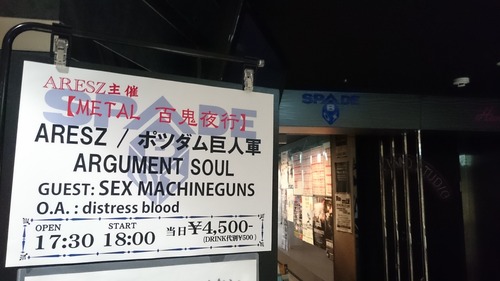 ARESZ主催
【METAL 百鬼夜行】
SPADE
ARESZ / ポツダム巨人軍
ARGUMENT SOUL
GUEST: SEX MACHINEGUNS
O.A. : distress blood
OPEN
17:30
START
18:00
当日¥4,500-
(DRINK代別¥500)
SPADE